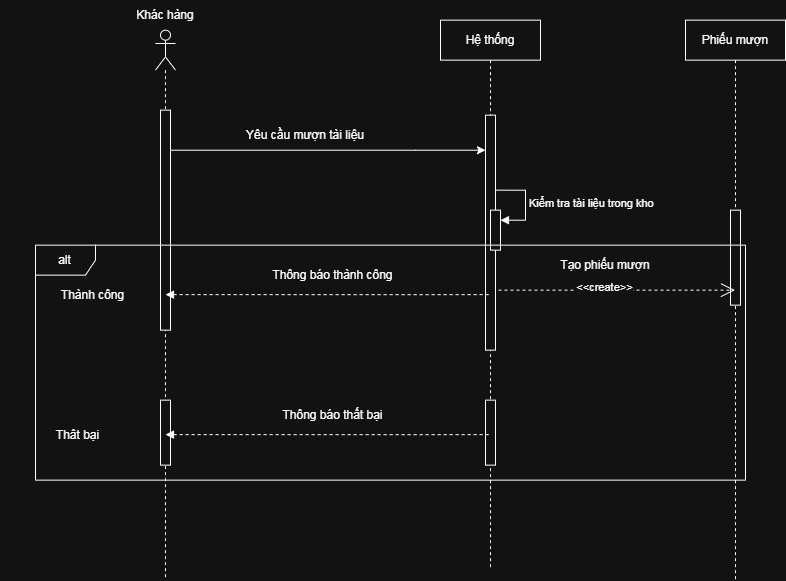 Khác hàng
Hệ thống
Phiếu mượn
Yêu cầu mượn tài liệu
Kiểm tra tài liệu trong kho
alt
Thông báo thành công
Tạo phiếu mượn
Thành công
<<create>>
Thông báo thất bại
Thất bại